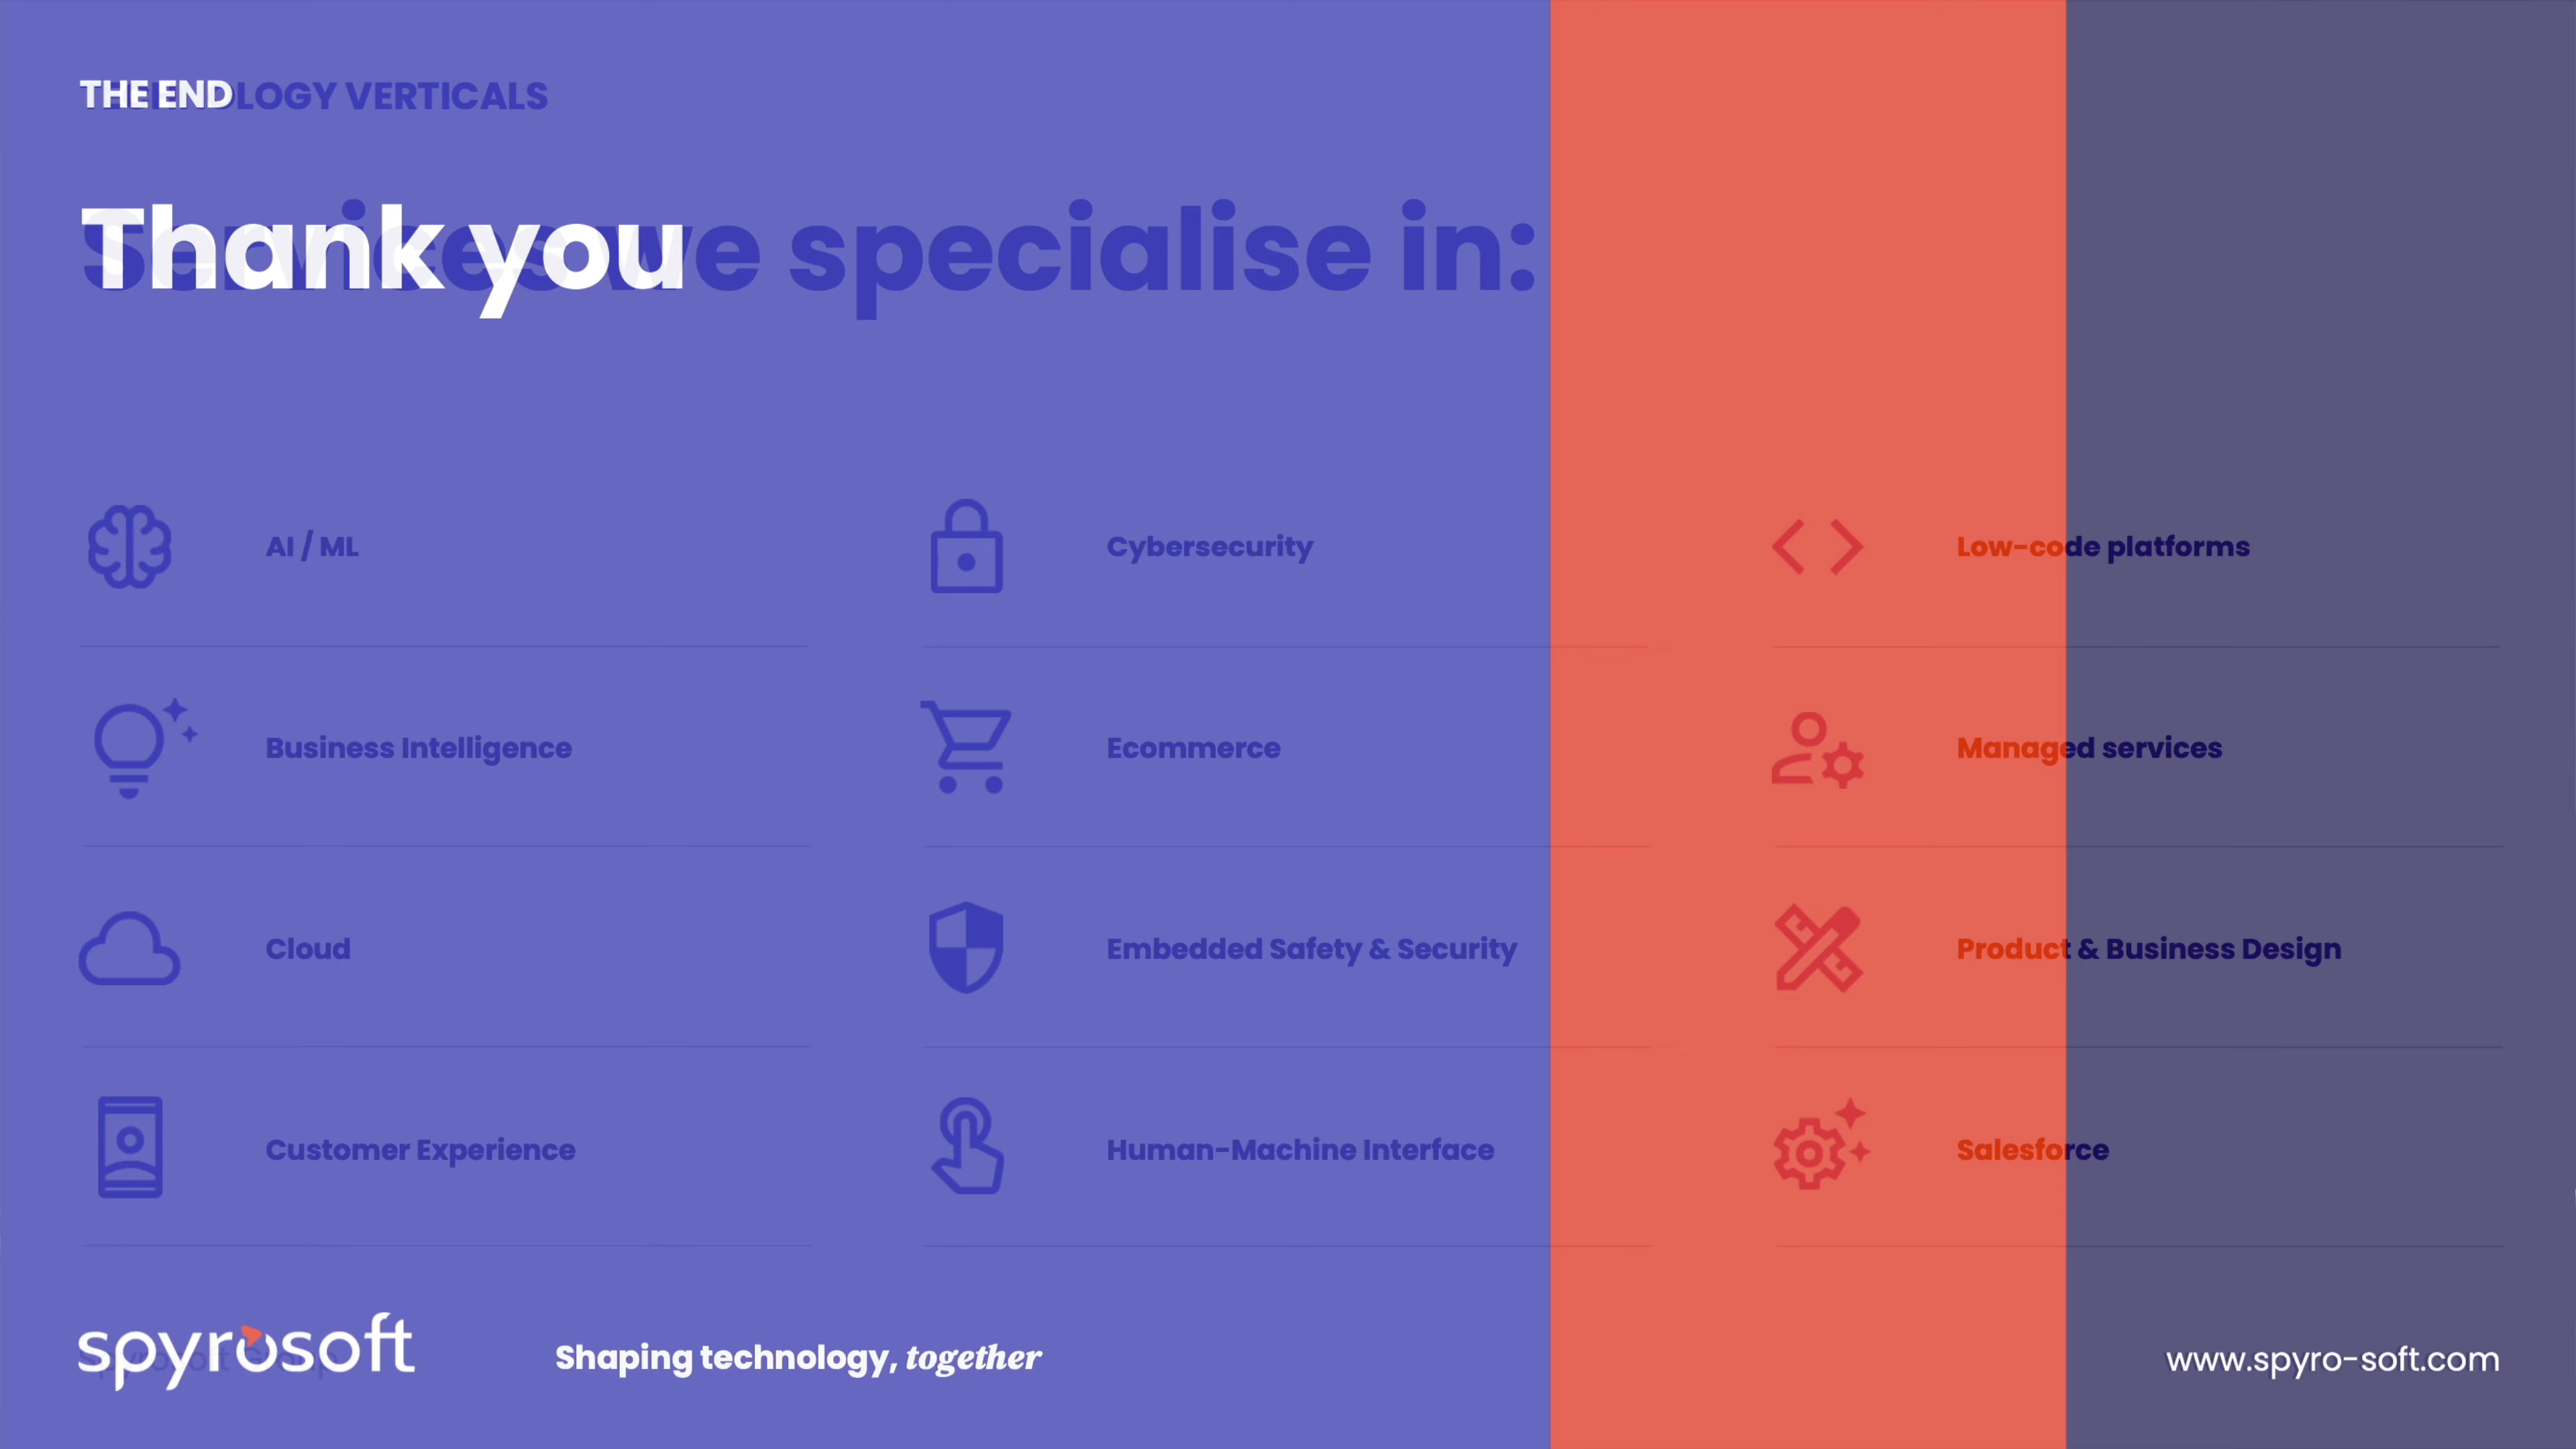 THE END
LOGY VERTICALS
Thank you
Services we specialise in:
AI / ML
Cybersecurity
Low-code platforms
Business Intelligence
Ecommerce
Managed services
Cloud
Embedded Safety & Security
Product & Business Design
Customer Experience
Human-Machine Interface
Salesforce
spyrosoft
Shaping technology, together
www.spyro-soft.com